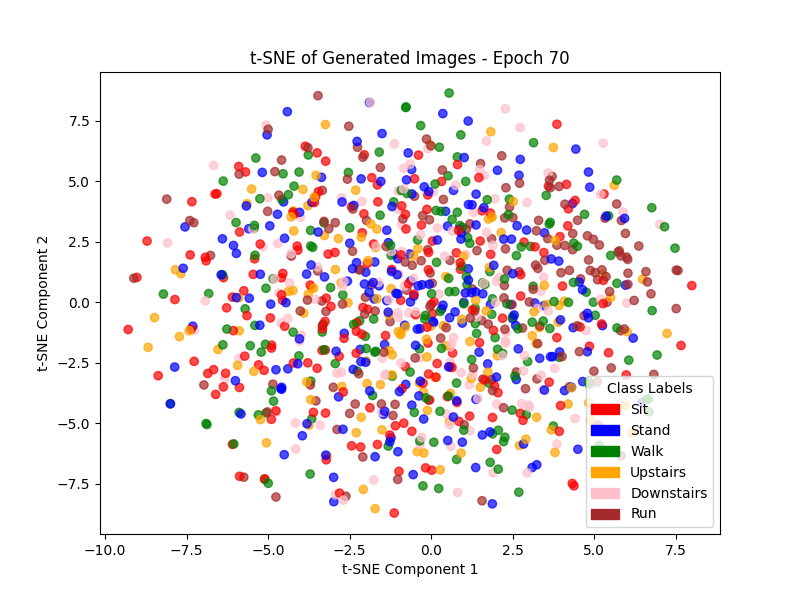 t-SNE of Generated Images - Epoch 70
t-SNE Component 2
7.5
5.0
2.5
0.0
−2.5
−5.0
−7.5
Class Labels
Sit
Stand
Walk
Upstairs
Downstairs
Run
−10.0 −7.5 −5.0 −2.5 0.0 2.5 5.0 7.5
t-SNE Component 1